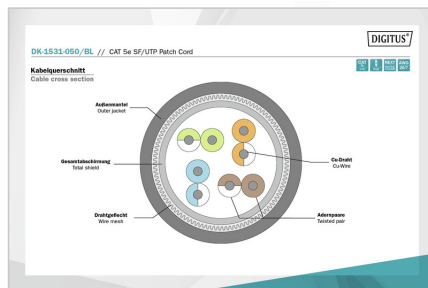 DIGITUS®
DK-1531-050/BL // CAT 5e SF/UTP Patch Cord
Kabelquerschnitt
Cable cross section
Außenmantel
Outer jacket
Gesamtabschirmung
Total shield
Cu-Draht
Cu-Wire
Drahtgeflecht
Wire mesh
Adernpaare
Twisted pair